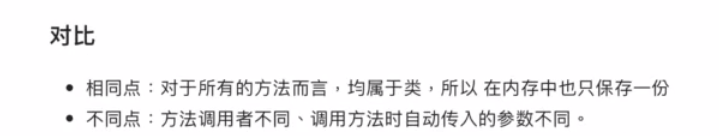 对比
• 相同点：对于所有的方法而言，均属于类，所以 在内存中也只保存一份
• 不同点：方法调用者不同、调用方法时自动传入的参数不同。